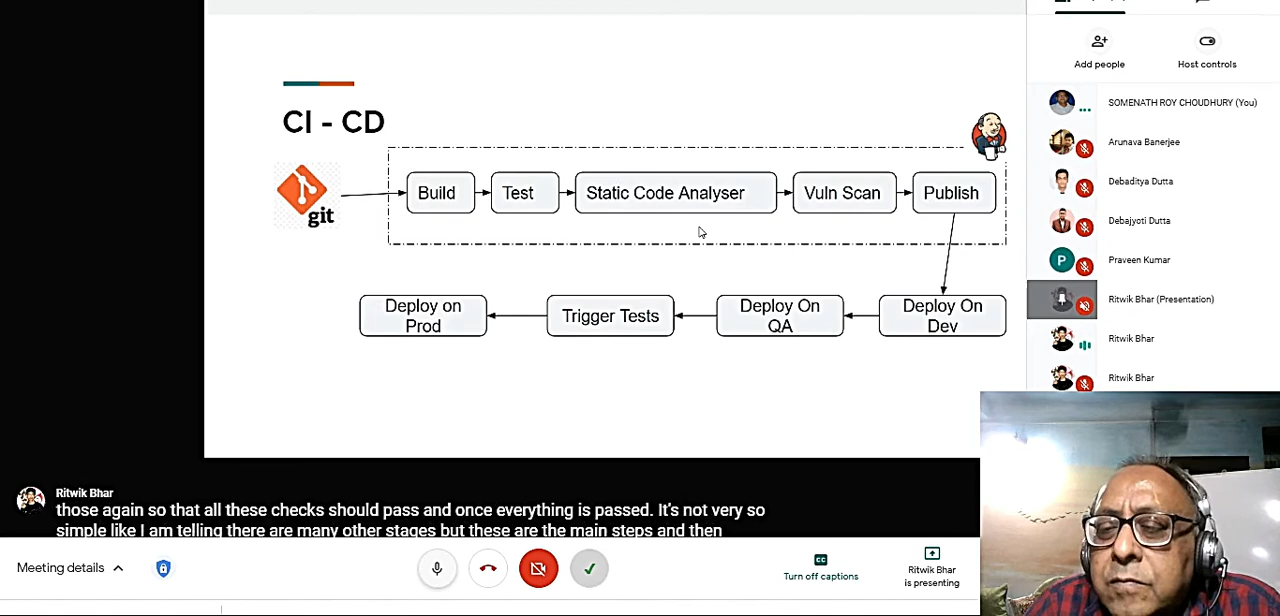 CI - CD
git
Build
Test
Static Code Analyser
Vuln Scan
Publish
Deploy on
Prod
Trigger Tests
Deploy On
QA
Deploy On
Dev
Add people
Host controls
SOMENATH ROY CHOUDHURY (You)
Arunava Banerjee
Debaditya Dutta
Debajyoti Dutta
P
Praveen Kumar
Ritwik Bhar (Presentation)
Ritwik Bhar
Ritwik Bhar
Ritwik Bhar
those again so that all these checks should pass and once everything is passed. It's not very so
simple like I am telling there are many other stages but these are the main steps and then
Meeting details
CC
Turn off captions
Ritwik Bhar
is presenting